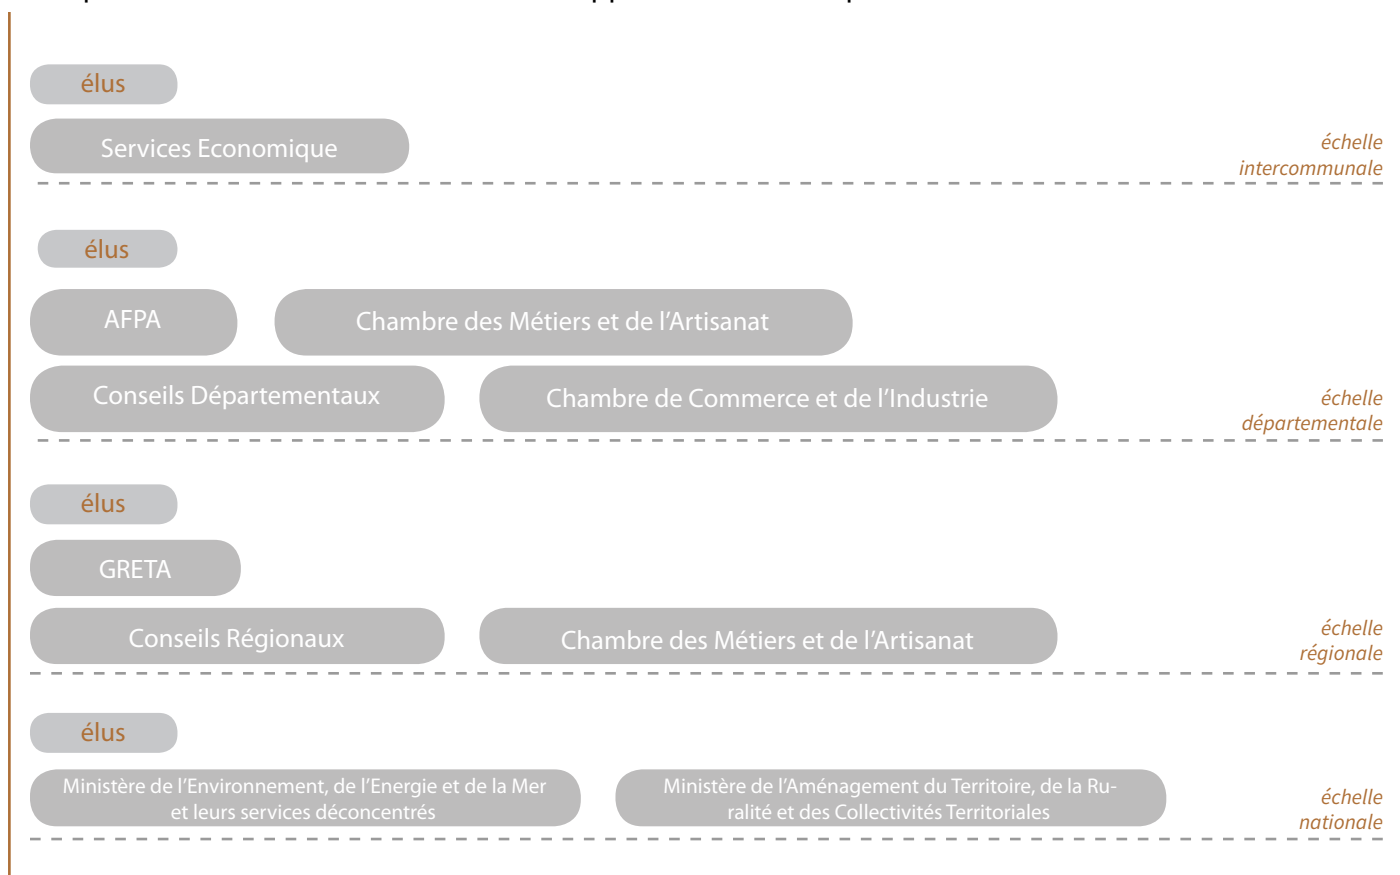 élus
Services Economique
échelle
intercommunale
élus
AFPA
Chambre des Métiers et de l'Artisanat
Conseils Départementaux
Chambre de Commerce et de l'Industrie
échelle
départementale
élus
GRETA
Conseils Régionaux
Chambre des Métiers et de l'Artisanat
échelle
régionale
élus
Ministère de l'Environnement, de l'Energie et de la Mer
et leurs services déconcentrés
Ministère de l'Aménagement du Territoire, de la Ru-
ralité et des Collectivités Territoriales
échelle
nationale